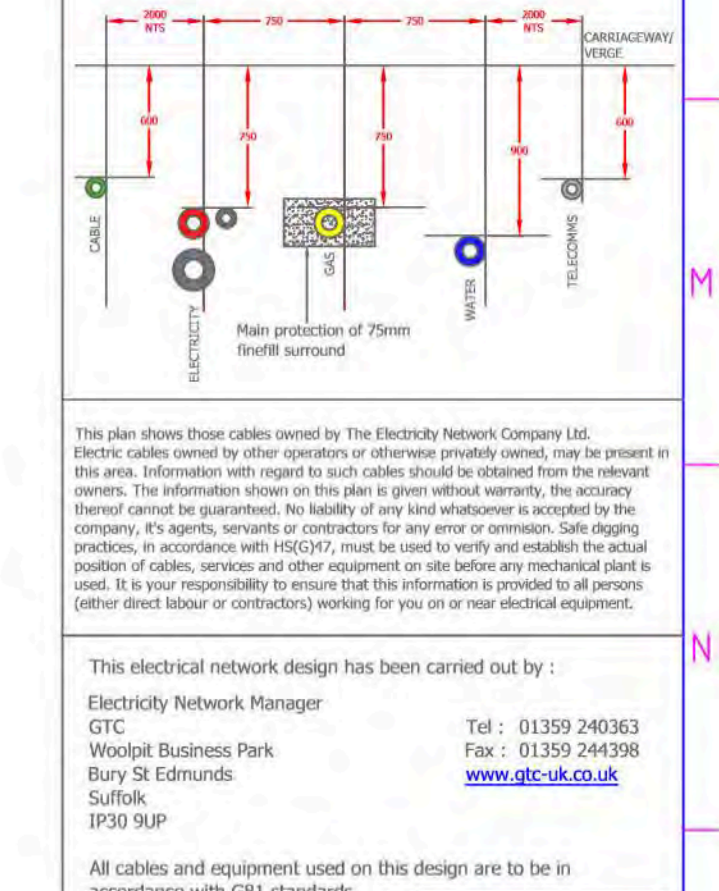 2000 750 750 2000
NTS NTS
CARRIAGEWAY/
VERGE
600 750 750 900 600
CABLE
ELECTRICITY
GAS
WATER
TELECOMMS
Main protection of 75mm
finefill surround
M
This plan shows those cables owned by The Electricity Network Company Ltd.
Electric cables owned by other operators or otherwise privately owned, may be present in
this area. Information with regard to such cables should be obtained from the relevant
owners. The information shown on this plan is given without warranty, the accuracy
thereof cannot be guaranteed. No liability of any kind whatsoever is accepted by the
company, it's agents, servants or contractors for any error or ommision. Safe digging
practices, in accordance with HS(G)47, must be used to verify and establish the actual
position of cables, services and other equipment on site before any mechanical plant is
used. It is your responsibility to ensure that this information is provided to all persons
(either direct labour or contractors) working for you on or near electrical equipment.
N
This electrical network design has been carried out by :
Electricity Network Manager
GTC Tel : 01359 240363
Woolpit Business Park Fax : 01359 244398
Bury St Edmunds www.gtc-uk.co.uk
Suffolk
IP30 9UP
All cables and equipment used on this design are to be in
accordance with G81 standards